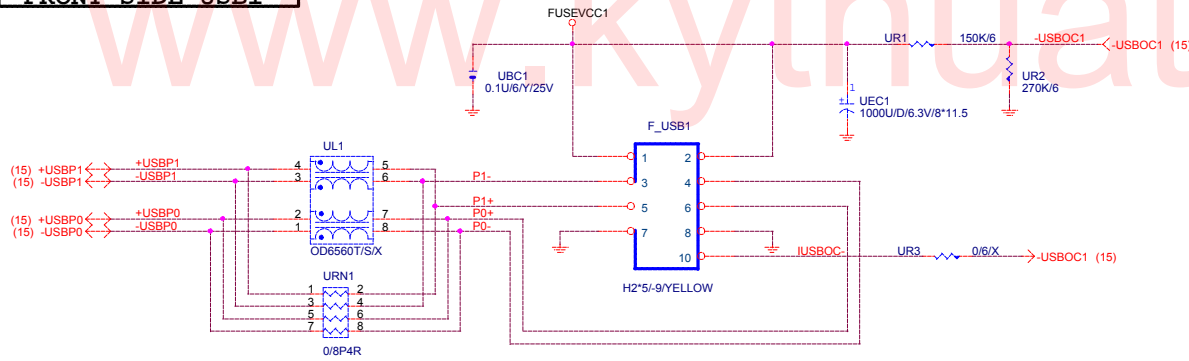 FRONT SIDE USB1
www.kythuat
FUSEVCC1
UBC1
0.1U/6/Y/25V
UR1
150K/6
-USBOC1
-USBOC1 (15)
UR2
270K/6
1
+
UEC1
1000U/D/6.3V/8*11.5
F_USB1
1
2
3
4
5
6
7
8
10
H2*5/-9/YELLOW
UL1
(15) +USBP1
+USBP1
4
5
(15) -USBP1
-USBP1
3
6
P1-
P1+
(15) +USBP0
+USBP0
2
7
P0+
(15) -USBP0
-USBP0
1
8
P0-
OD6560T/S/X
IUSBOC-
UR3
0/6/X
-USBOC1 (15)
URN1
1
2
3
4
5
6
7
8
0/8P4R